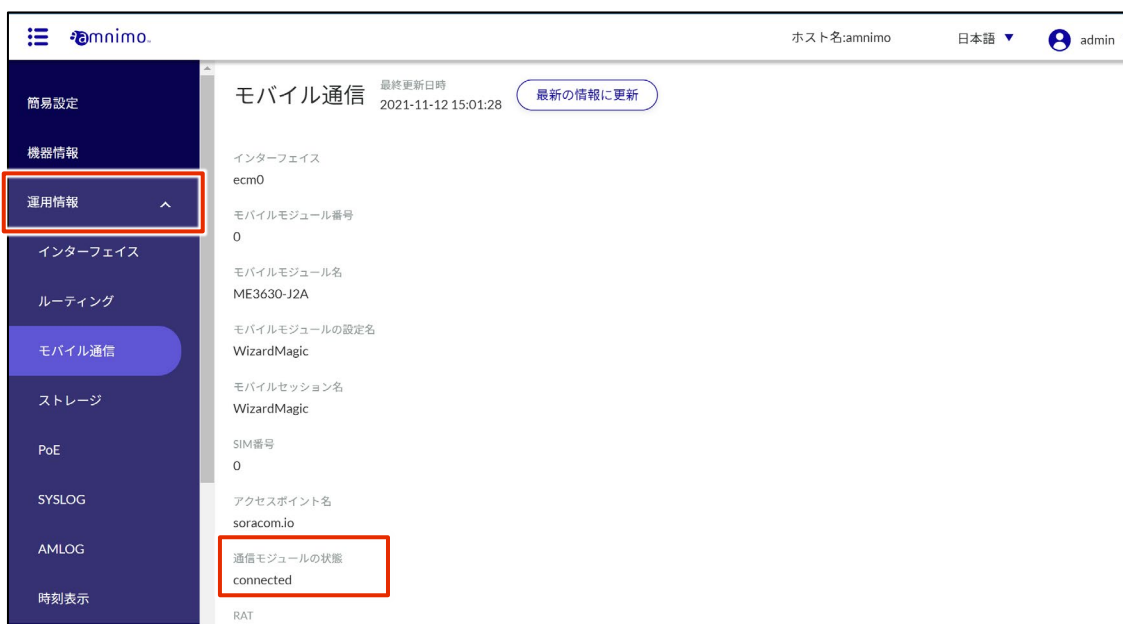 amnimo
ホスト名:amnimo
日本語 ▼
admin
簡易設定
機器情報
運用情報
インターフェイス
ルーティング
モバイル通信
ストレージ
PoE
SYSLOG
AMLOG
時刻表示
モバイル通信
最終更新日時
2021-11-12 15:01:28
最新の情報に更新
インターフェイス
ecm0
モバイルモジュール番号
0
モバイルモジュール名
ME3630-J2A
モバイルモジュールの設定名
WizardMagic
モバイルセッション名
WizardMagic
SIM番号
0
アクセスポイント名
soracom.io
通信モジュールの状態
connected
RAT